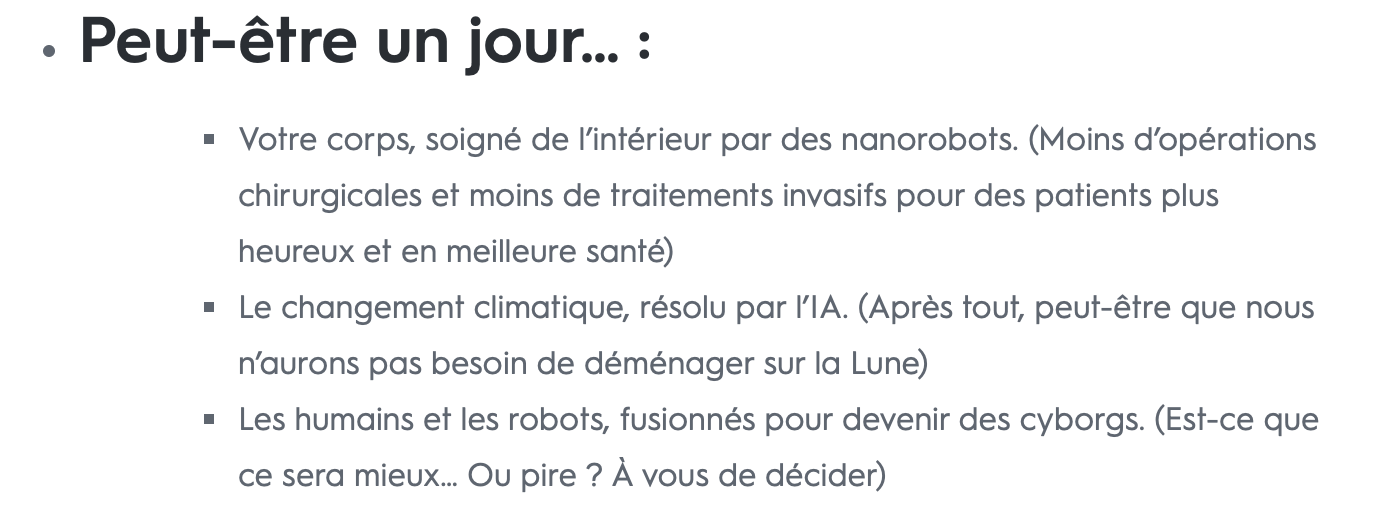 • Peut-être un jour... :
▪ Votre corps, soigné de l'intérieur par des nanorobots. (Moins d'opérations
chirurgicales et moins de traitements invasifs pour des patients plus
heureux et en meilleure santé)
▪ Le changement climatique, résolu par l'IA. (Après tout, peut-être que nous
n'aurons pas besoin de déménager sur la Lune)
▪ Les humains et les robots, fusionnés pour devenir des cyborgs. (Est-ce que
ce sera mieux... Ou pire ? À vous de décider)